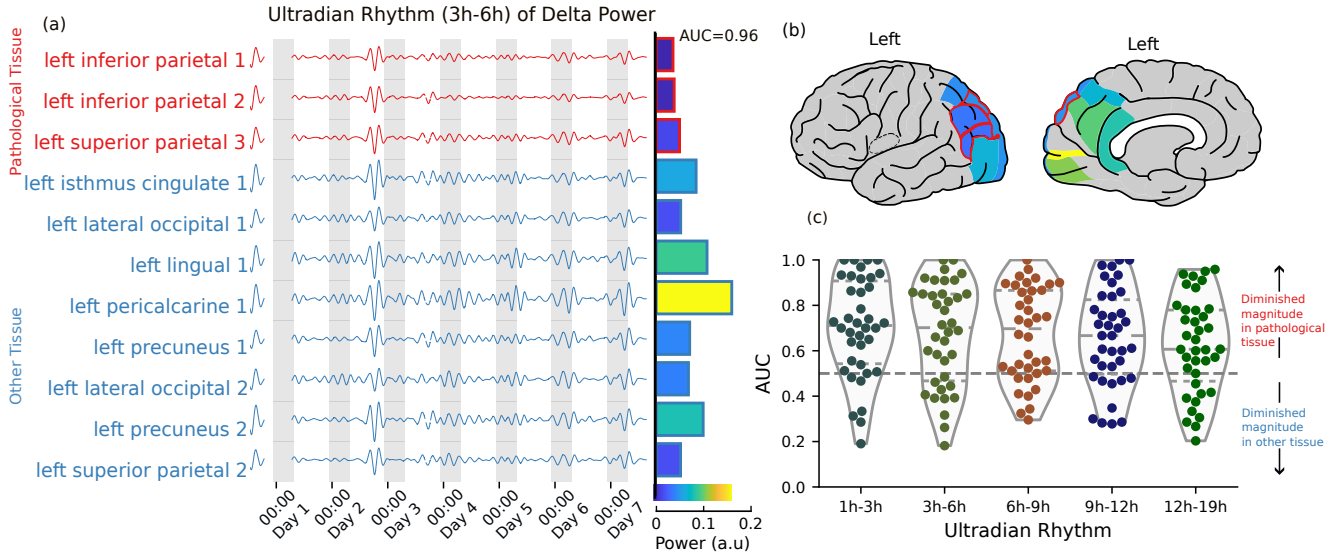 (a)
Ultradian Rhythm (3h-6h) of Delta Power
Pathological Tissue
Other Tissue
left inferior parietal 1
left inferior parietal 2
left superior parietal 3
left isthmus cingulate 1
left lateral occipital 1
left lingual 1
left pericalcarine 1
left precuneus 1
left lateral occipital 2
left precuneus 2
left superior parietal 2
00:00
Day 1
00:00
Day 2
00:00
Day 3
00:00
Day 4
00:00
Day 5
00:00
Day 6
00:00
Day 7
AUC=0.96
0 0.1 0.2
Power (a.u)
(b)
Left
Left
(c)
AUC
1.0
0.8
0.6
0.4
0.2
0.0
1h-3h 3h-6h 6h-9h 9h-12h 12h-19h
Ultradian Rhythm
Diminished
magnitude
in pathological
tissue
Diminished
magnitude
in other tissue